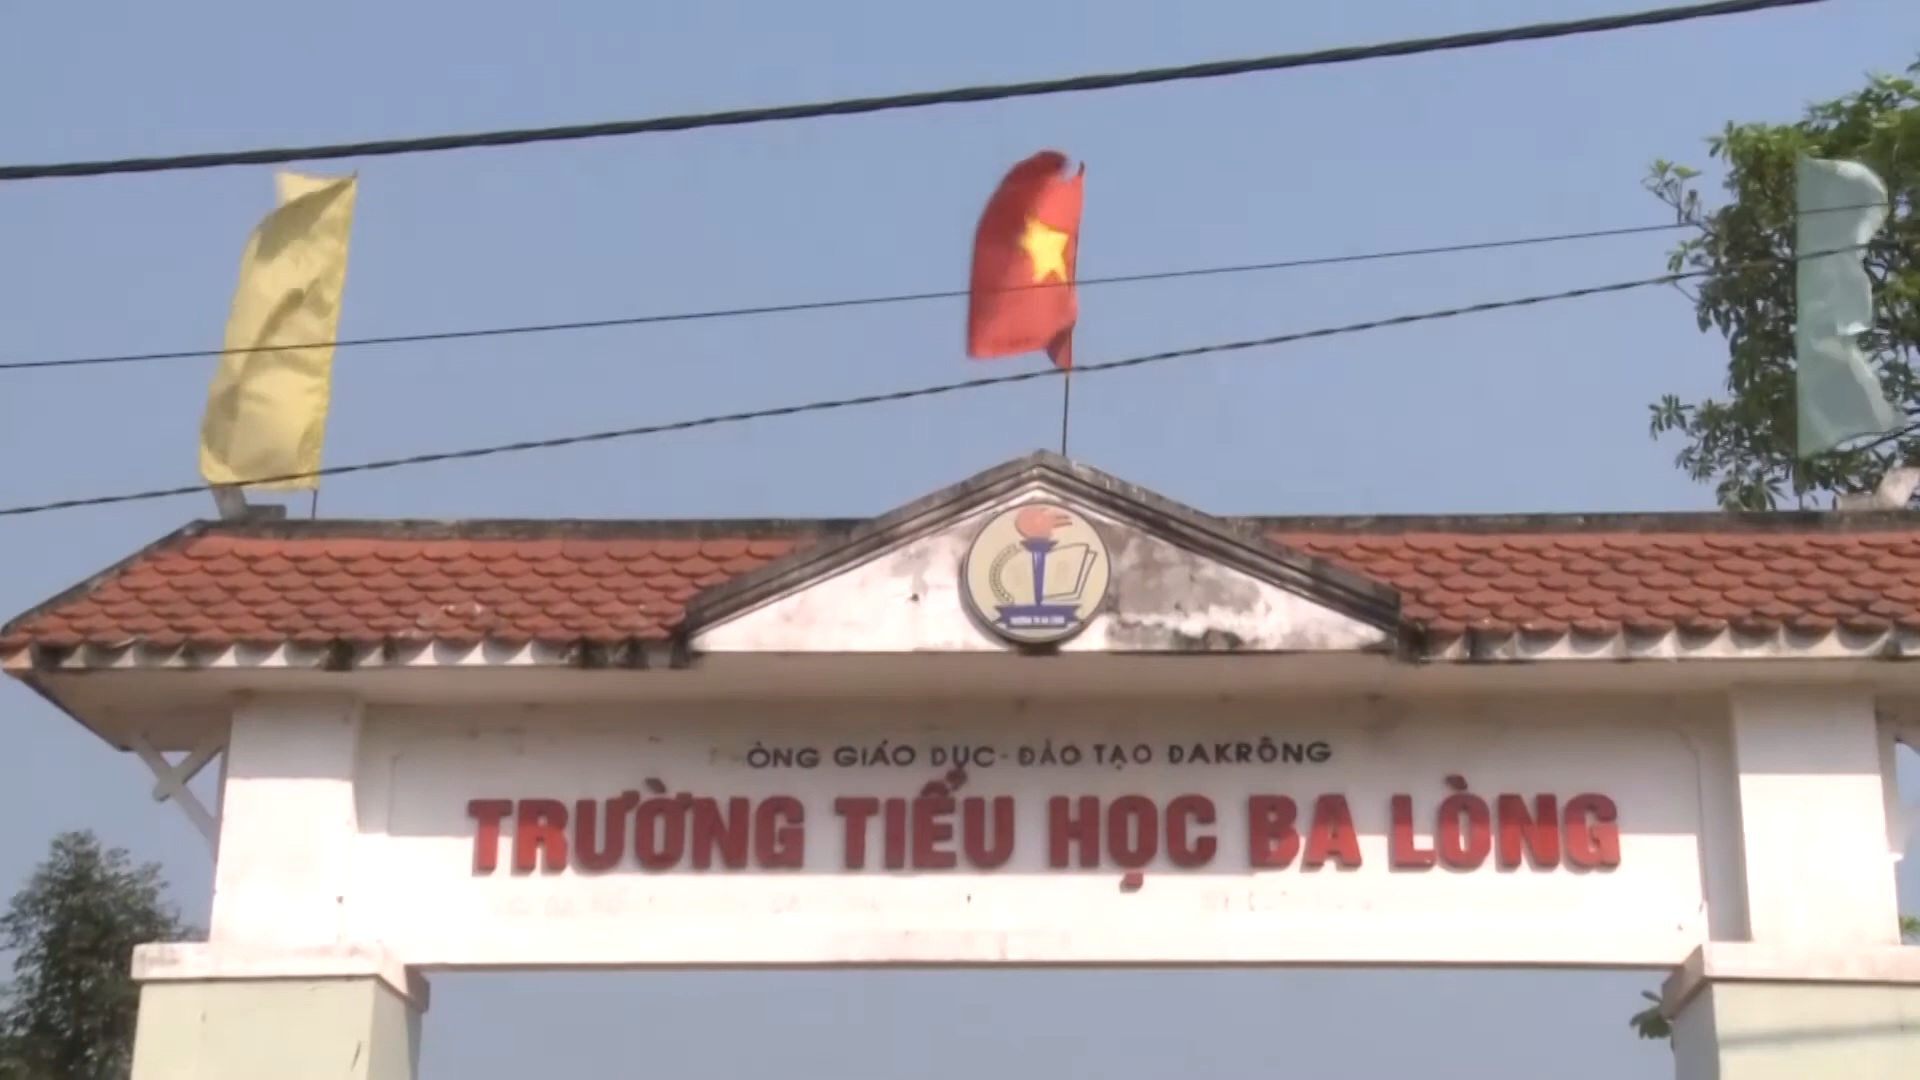 ÒNG GIÁO DỤC - ĐÀO TẠO ĐAKRÔNG
TRƯỜNG TIỂU HỌC BA LÒNG